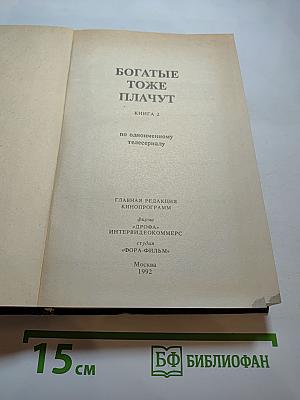 БОГАТЫЕ
ТОЖЕ
ПЛАЧУТ
КНИГА 2
по одноименному
телесериалу
ГЛАВНАЯ РЕДАКЦИЯ
КИНОПРОГРАММ
фирма
«ДРОФА»
ИНТЕРВИДЕОКОММЕРС
студия
«ФОРА-ФИЛЬМ»
Москва
1992
15 см
БФ БИБЛИОФАН